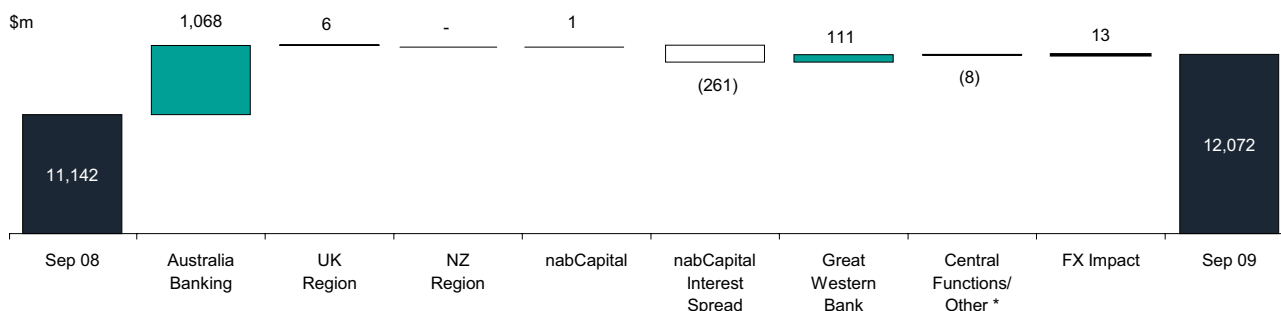 $m
1,068
6
-
1
(261)
111
(8)
13
11,142
12,072
Sep 08
Australia
Banking
UK
Region
NZ
Region
nabCapital
nabCapital
Interest
Spread
Great
Western
Bank
Central
Functions/
Other *
FX Impact
Sep 09